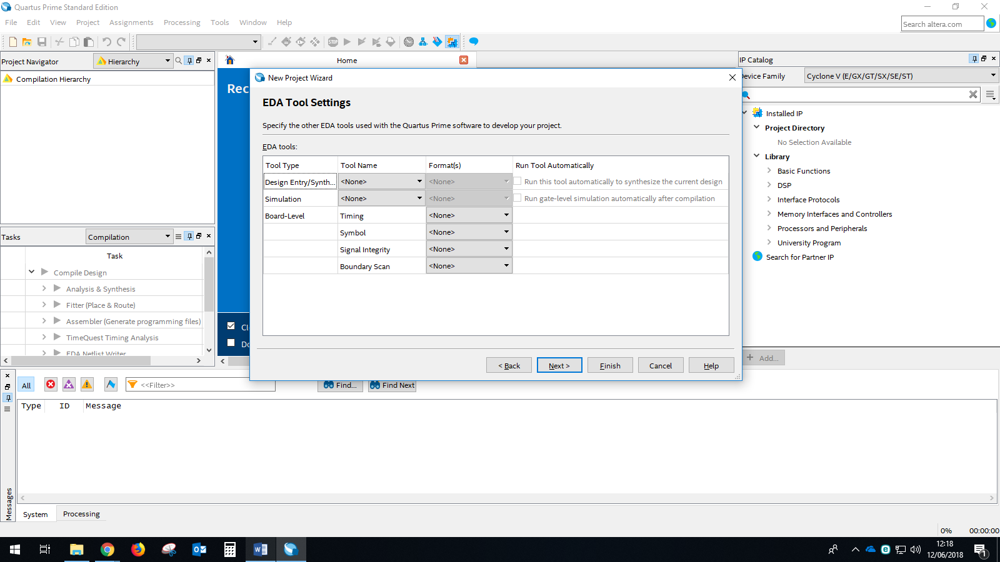 Quartus Prime Standard Edition
File Edit View Project Assignments Processing Tools Window Help
Search altera.com
Project Navigator
Hierarchy
Compilation Hierarchy
Home
Rec
IP Catalog
Device Family
Cyclone V (E/GX/GT/SX/SE/ST)
Installed IP
Project Directory
No Selection Available
Library
Basic Functions
DSP
Interface Protocols
Memory Interfaces and Controllers
Processors and Peripherals
University Program
Search for Partner IP
+ Add...
New Project Wizard
EDA Tool Settings
Specify the other EDA tools used with the Quartus Prime software to develop your project.
EDA tools:
Tool Type Tool Name Format(s) Run Tool Automatically
Design Entry/Synth... <None> <None> Run this tool automatically to synthesize the current design
Simulation <None> <None> Run gate-level simulation automatically after compilation
Board-Level Timing <None>
Symbol <None>
Signal Integrity <None>
Boundary Scan <None>
< Back Next > Finish Cancel Help
Tasks
Compilation
Task
Compile Design
Analysis & Synthesis
Fitter (Place & Route)
Assembler (Generate programming files)
TimeQuest Timing Analysis
EDA Netlist Writer
Cl
Do
All
<<Filter>>
Find...
Find Next
Type ID Message
Messages
System Processing
0% 00:00:00
12:18
12/06/2018
1